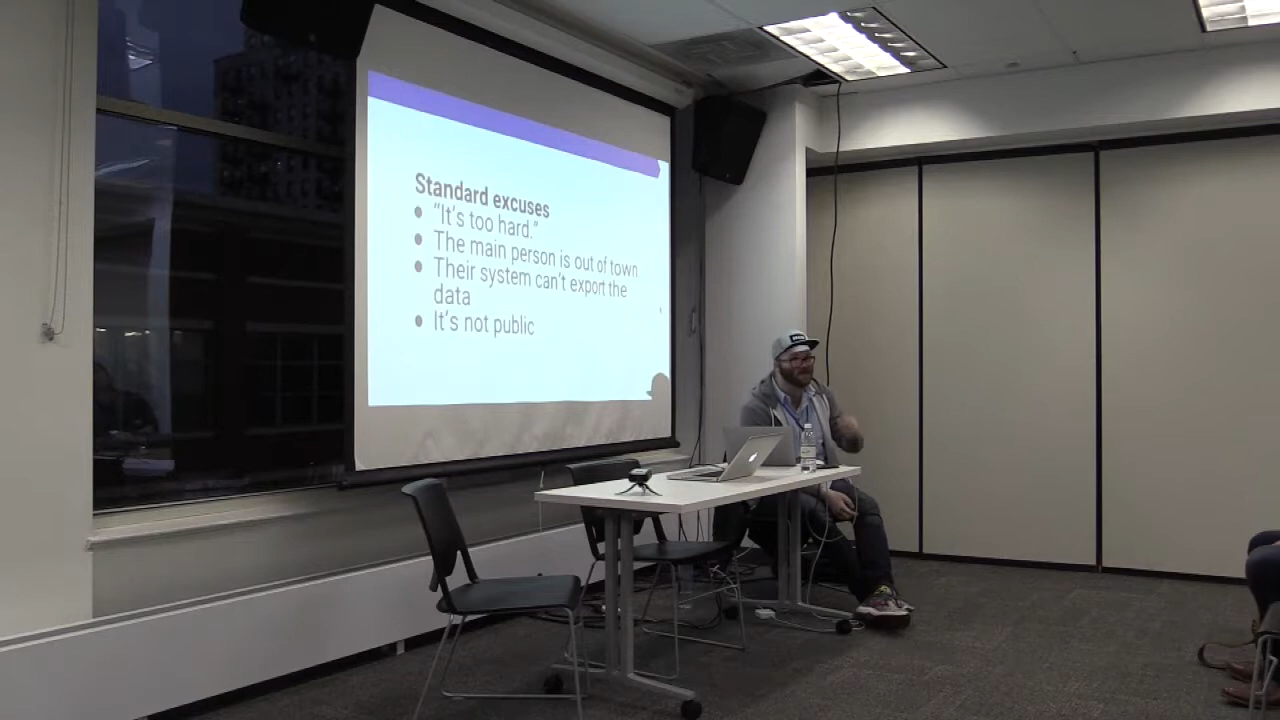 Standard excuses
● “It’s too hard.”
● The main person is out of town
● Their system can’t export the
data
● It’s not public